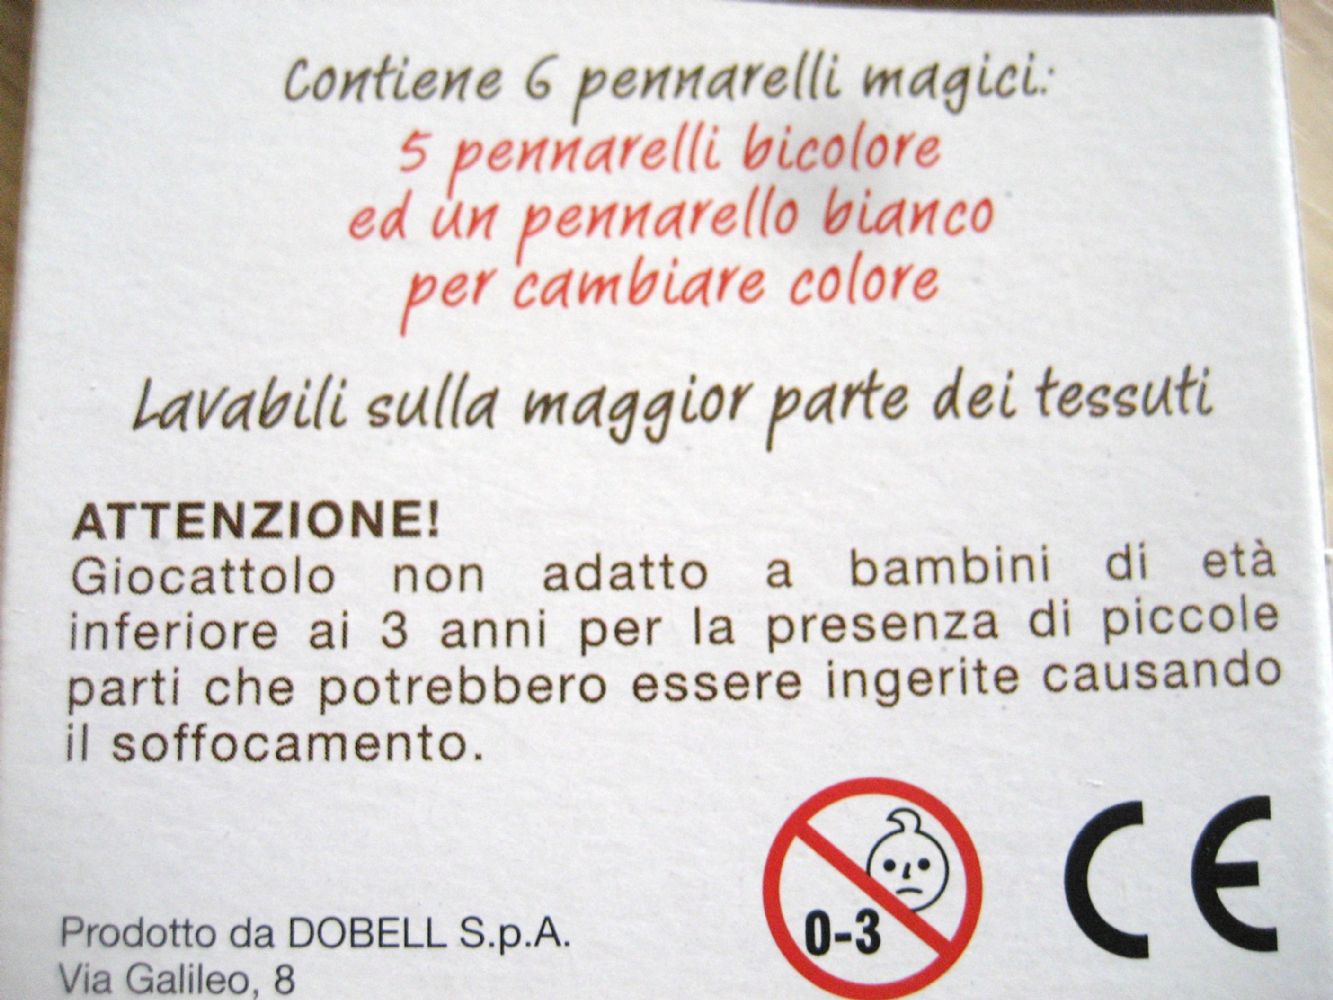 Contiene 6 pennarelli magici:
5 pennarelli bicolore
ed un pennarello bianco
per cambiare colore
Lavabili sulla maggior parte dei tessuti
ATTENZIONE!
Giocattolo non adatto a bambini di età
inferiore ai 3 anni per la presenza di piccole
parti che potrebbero essere ingerite causando
il soffocamento.
0-3
CE
Prodotto da DOBELL S.p.A.
Via Galileo, 8